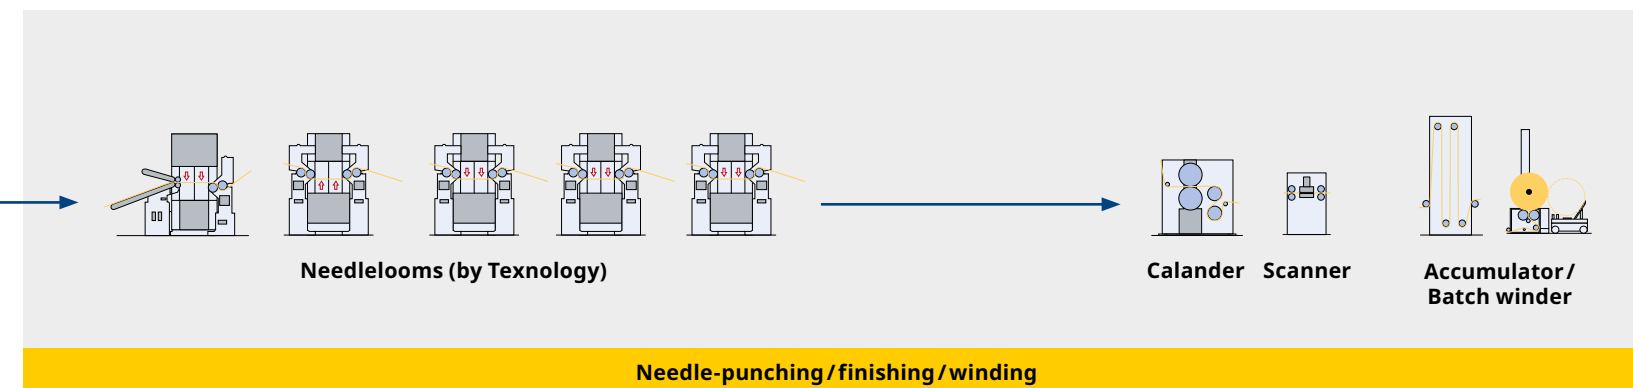 Needlelooms (by Texnology)
Calander
Scanner
Accumulator/
Batch winder
Needle-punching/finishing/winding